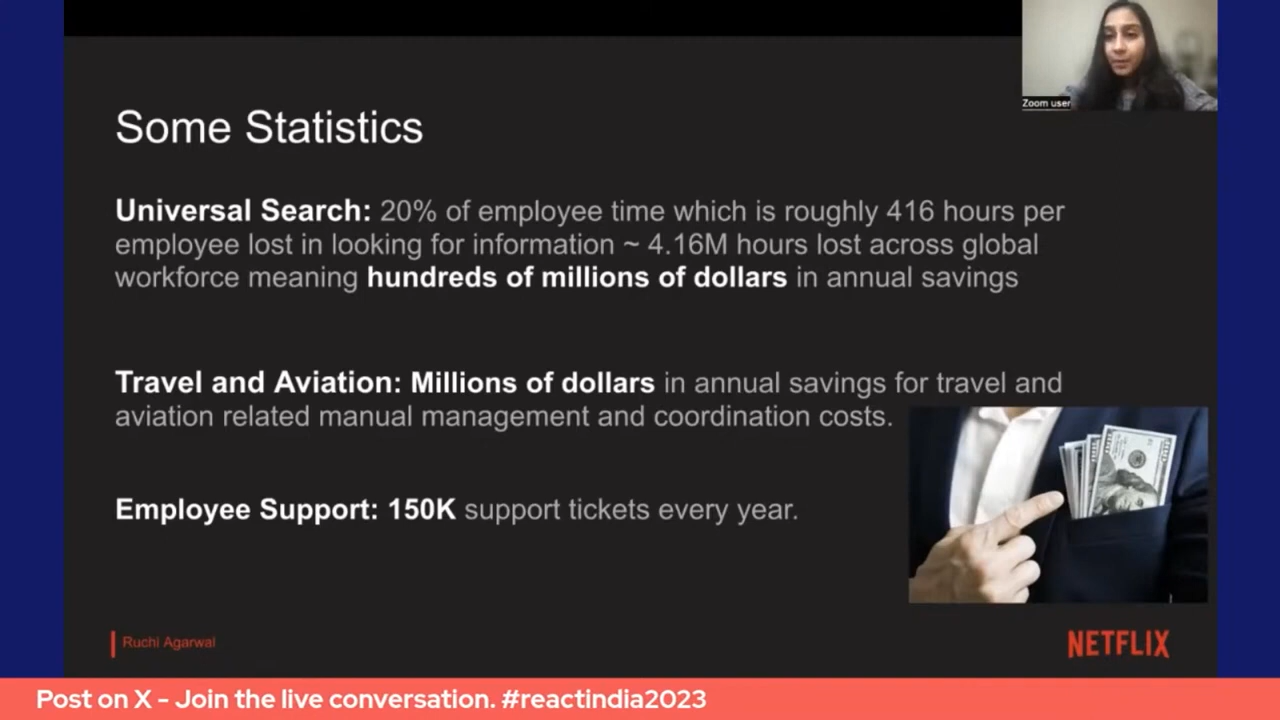 Zoom user
Some Statistics
Universal Search: 20% of employee time which is roughly 416 hours per
employee lost in looking for information ~ 4.16M hours lost across global
workforce meaning hundreds of millions of dollars in annual savings
Travel and Aviation: Millions of dollars in annual savings for travel and
aviation related manual management and coordination costs.
Employee Support: 150K support tickets every year.
Ruchi Agarwal
NETFLIX
Post on X - Join the live conversation. #reactindia2023